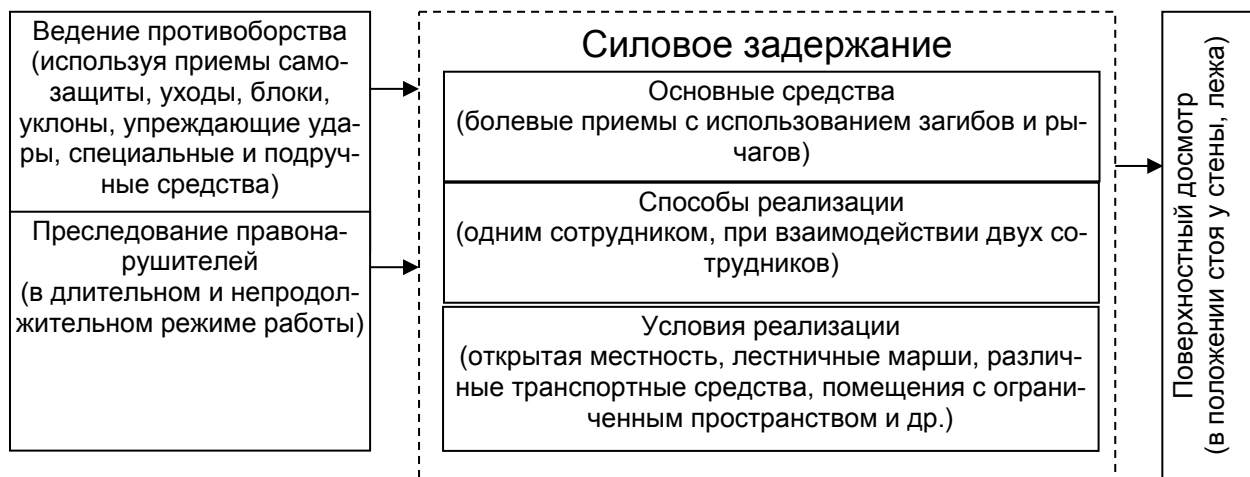 Ведение противоборства
(используя приемы само-
защиты, уходы, блоки,
уклоны, упреждающие уда-
ры, специальные и подруч-
ные средства)
Преследование правона-
рушителей
(в длительном и непродол-
жительном режиме работы)
Силовое задержание
Основные средства
(болевые приемы с использованием загибов и ры-
чагов)
Способы реализации
(одним сотрудником, при взаимодействии двух со-
трудников)
Условия реализации
(открытая местность, лестничные марши, различ-
ные транспортные средства, помещения с ограни-
ченным пространством и др.)
Поверхностный досмотр
(в положении стоя у стены, лежа)